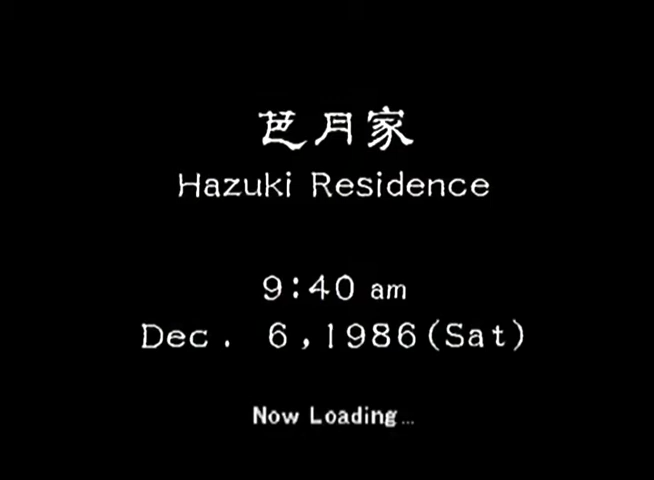 芭月家
Hazuki Residence
9:40 am
Dec. 6,1986(Sat)
Now Loading...